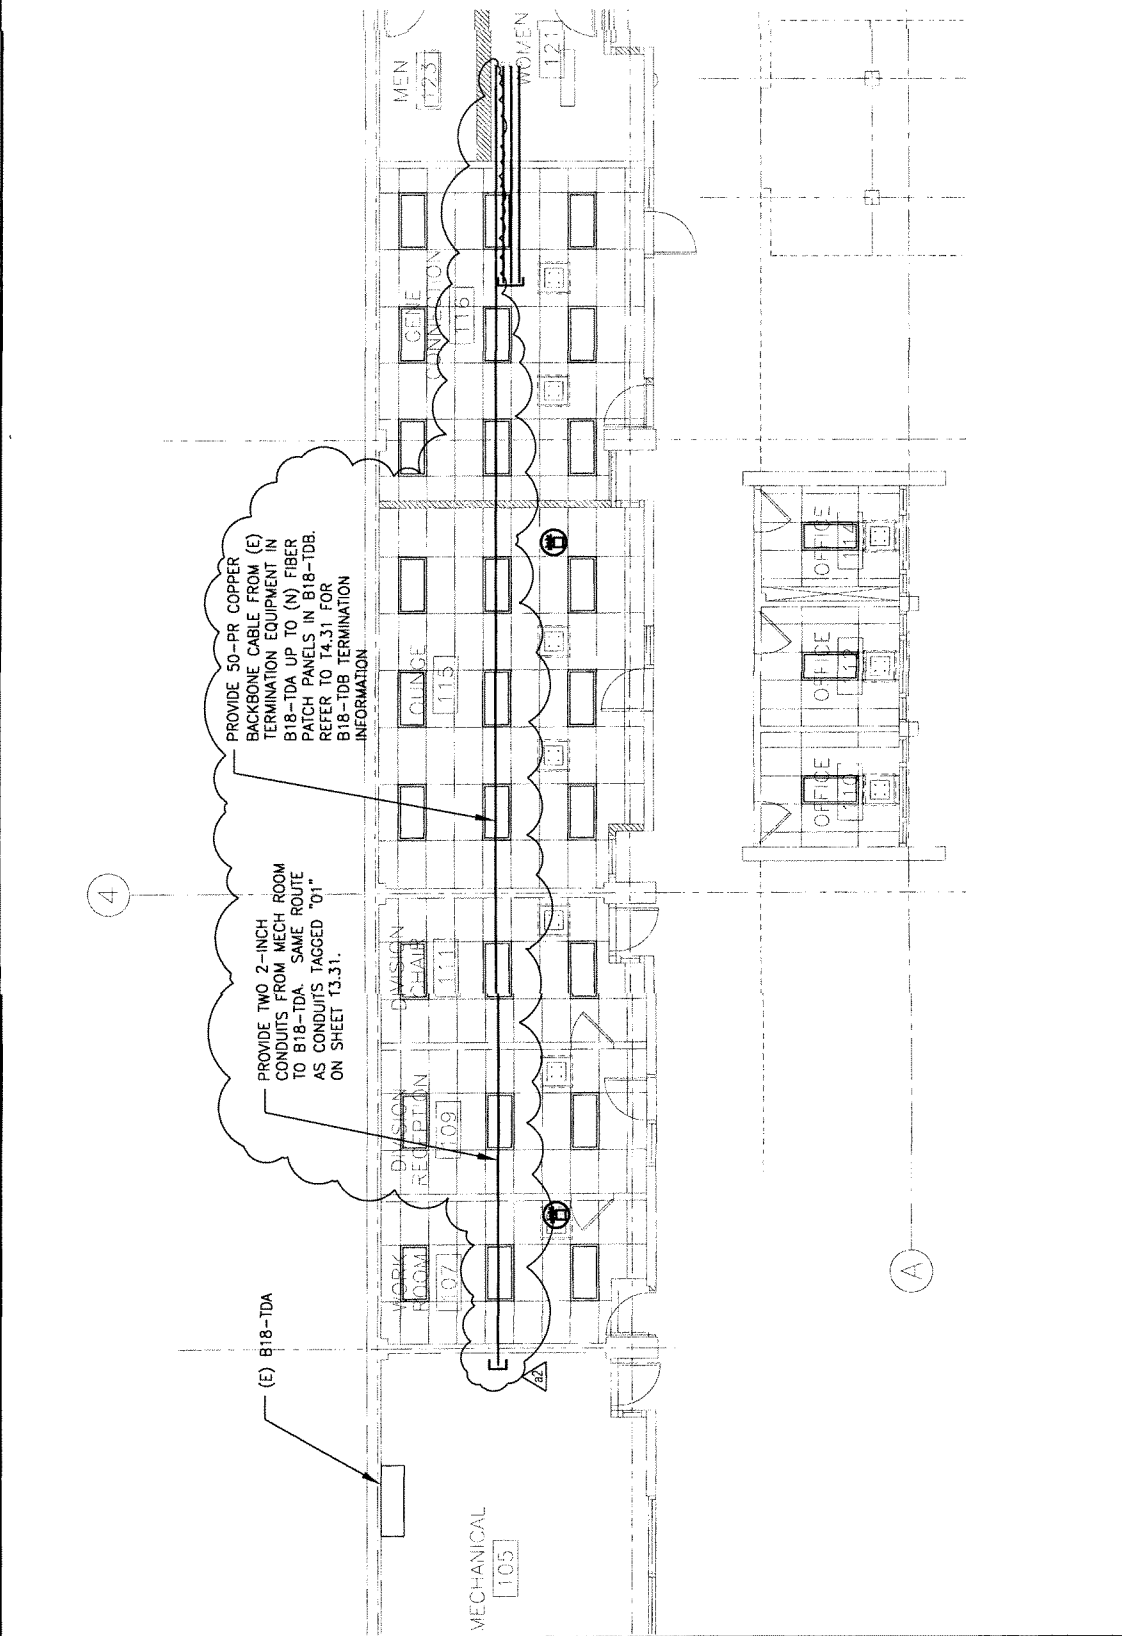 4
(E) B18-TDA
PROVIDE TWO 2-INCH
CONDUITS FROM MECH ROOM
TO B18-TDA. SAME ROUTE
AS CONDUITS TAGGED "01"
ON SHEET T3.31.
PROVIDE 50-PR COPPER
BACKBONE CABLE FROM (E)
TERMINATION EQUIPMENT IN
B18-TDA UP TO (N) FIBER
PATCH PANELS IN B18-TDB.
REFER TO T4.31 FOR
B18-TDB TERMINATION
INFORMATION
MECHANICAL
105
WORK
ROOM
107
DIVISION
RECEPTION
109
DIVISION
CHAIR
111
OUNGE
115
GENE
116
MEN
123
WOMEN
121
a2
OFFICE
OFFICE
OFFICE
114
A